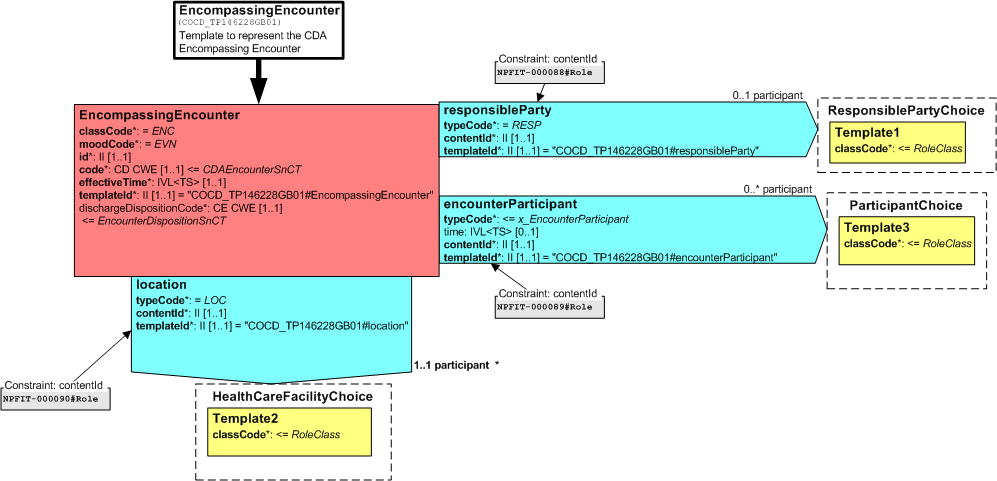 EncompassingEncounter
(COCD_TP146228GB01)
Template to represent the CDA
Encompassing Encounter
Constraint: contentId
NPFIT-000088#Role
EncompassingEncounter
classCode*: = ENC
moodCode*: = EVN
id*: II [1..1]
code*: CD CWE [1..1] <= CDAEncounterSnCT
effectiveTime*: IVL<TS> [1..1]
templateId*: II [1..1] = "COCD_TP146228GB01#EncompassingEncounter"
dischargeDispositionCode*: CE CWE [1..1]
<= EncounterDispositionSnCT
0..1 participant
responsibleParty
typeCode*: = RESP
contentId*: II [1..1]
templateId*: II [1..1] = "COCD_TP146228GB01#responsibleParty"
ResponsiblePartyChoice
Template1
classCode*: <= RoleClass
0..* participant
encounterParticipant
typeCode*: <= x_EncounterParticipant
time: IVL<TS> [0..1]
contentId*: II [1..1]
templateId*: II [1..1] = "COCD_TP146228GB01#encounterParticipant"
ParticipantChoice
Template3
classCode*: <= RoleClass
Constraint: contentId
NPFIT-000089#Role
location
typeCode*: = LOC
contentId*: II [1..1]
templateId*: II [1..1] = "COCD_TP146228GB01#location"
1..1 participant *
Constraint: contentId
NPFIT-000090#Role
HealthCareFacilityChoice
Template2
classCode*: <= RoleClass